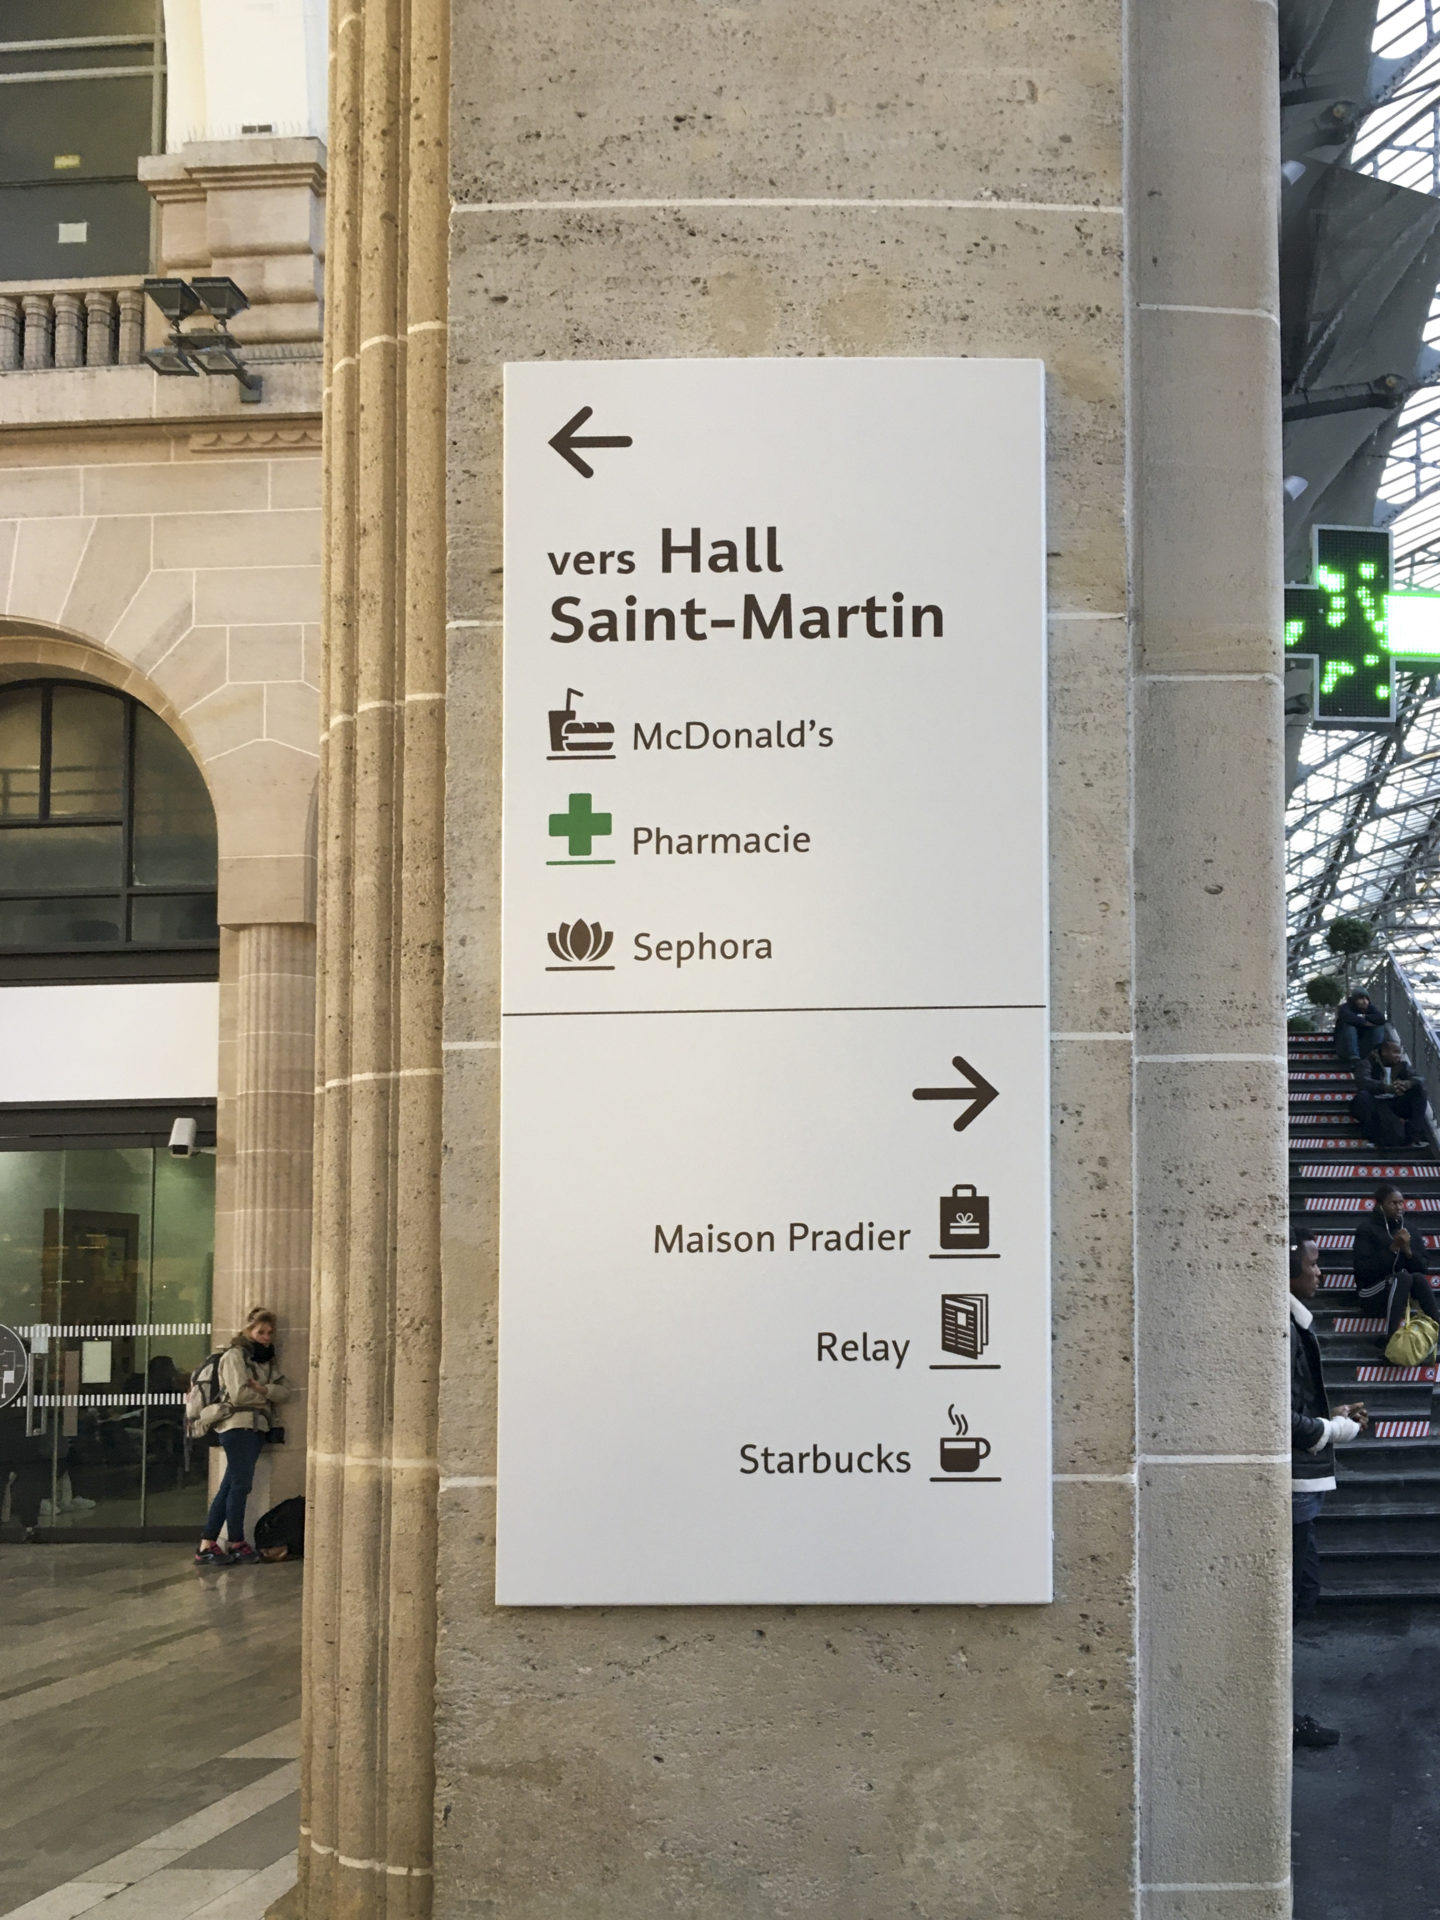 vers Hall
Saint-Martin
McDonald's
Pharmacie
Sephora
Maison Pradier
Relay
Starbucks